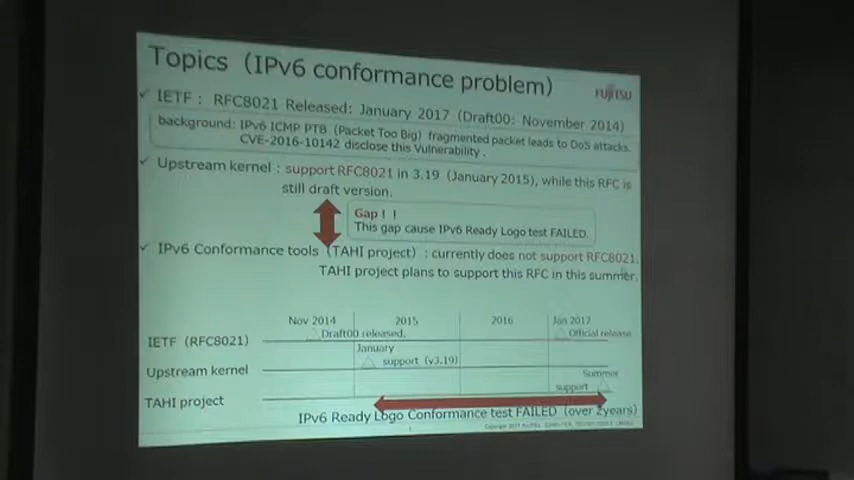 Topics（IPv6 conformance problem）
FUJITSU
✓ IETF： RFC8021 Released: January 2017 (Draft00: November 2014)
background: IPv6 ICMP PTB (Packet Too Big) fragmented packet leads to DoS attacks.
CVE-2016-10142 disclose this Vulnerability .
✓ Upstream kernel : support RFC8021 in 3.19 (January 2015), while this RFC is
still draft version.
Gap！！
This gap cause IPv6 Ready Logo test FAILED.
✓ IPv6 Conformance tools（TAHI project）: currently does not support RFC8021.
TAHI project plans to support this RFC in this summer.
Nov 2014 2015 2016 Jan 2017
IETF (RFC8021) Draft00 released. Official release
January
support (v3.19)
Upstream kernel Summer
support
TAHI project
IPv6 Ready Logo Conformance test FAILED (over 2years)
1